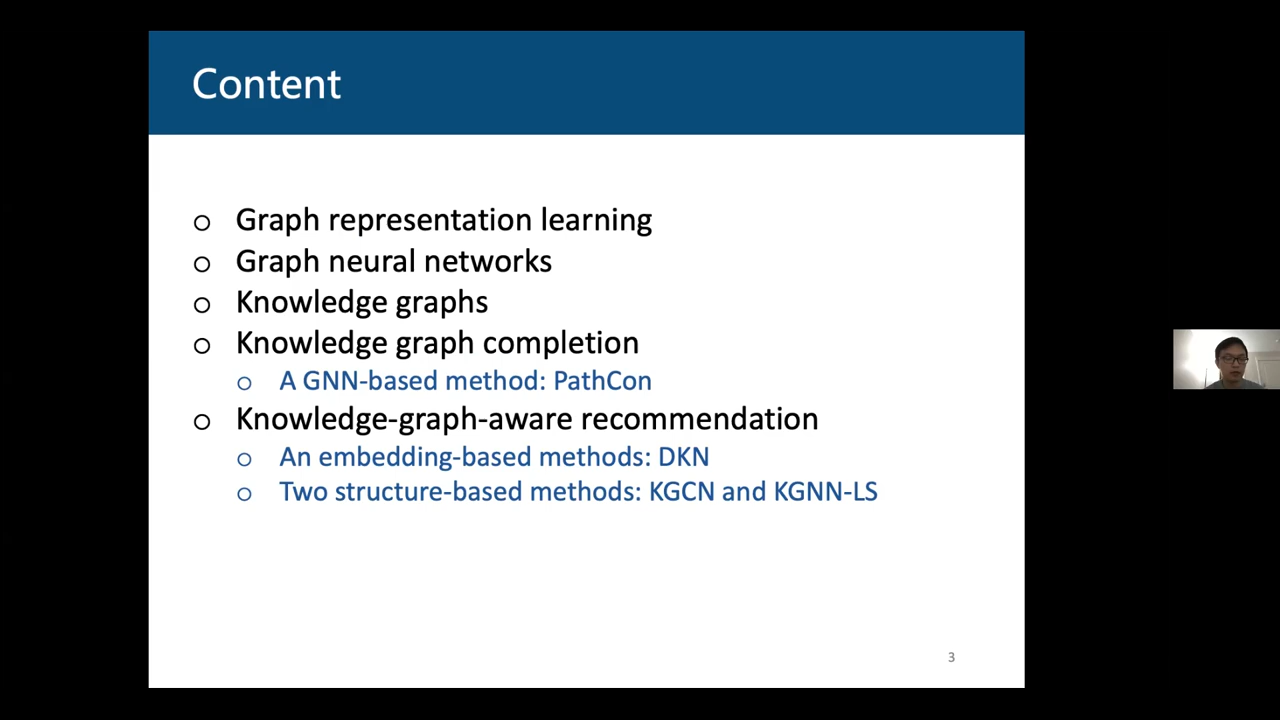 Content
Graph representation learning
Graph neural networks
Knowledge graphs
Knowledge graph completion
A GNN-based method: PathCon
Knowledge-graph-aware recommendation
An embedding-based methods: DKN
Two structure-based methods: KGCN and KGNN-LS
3